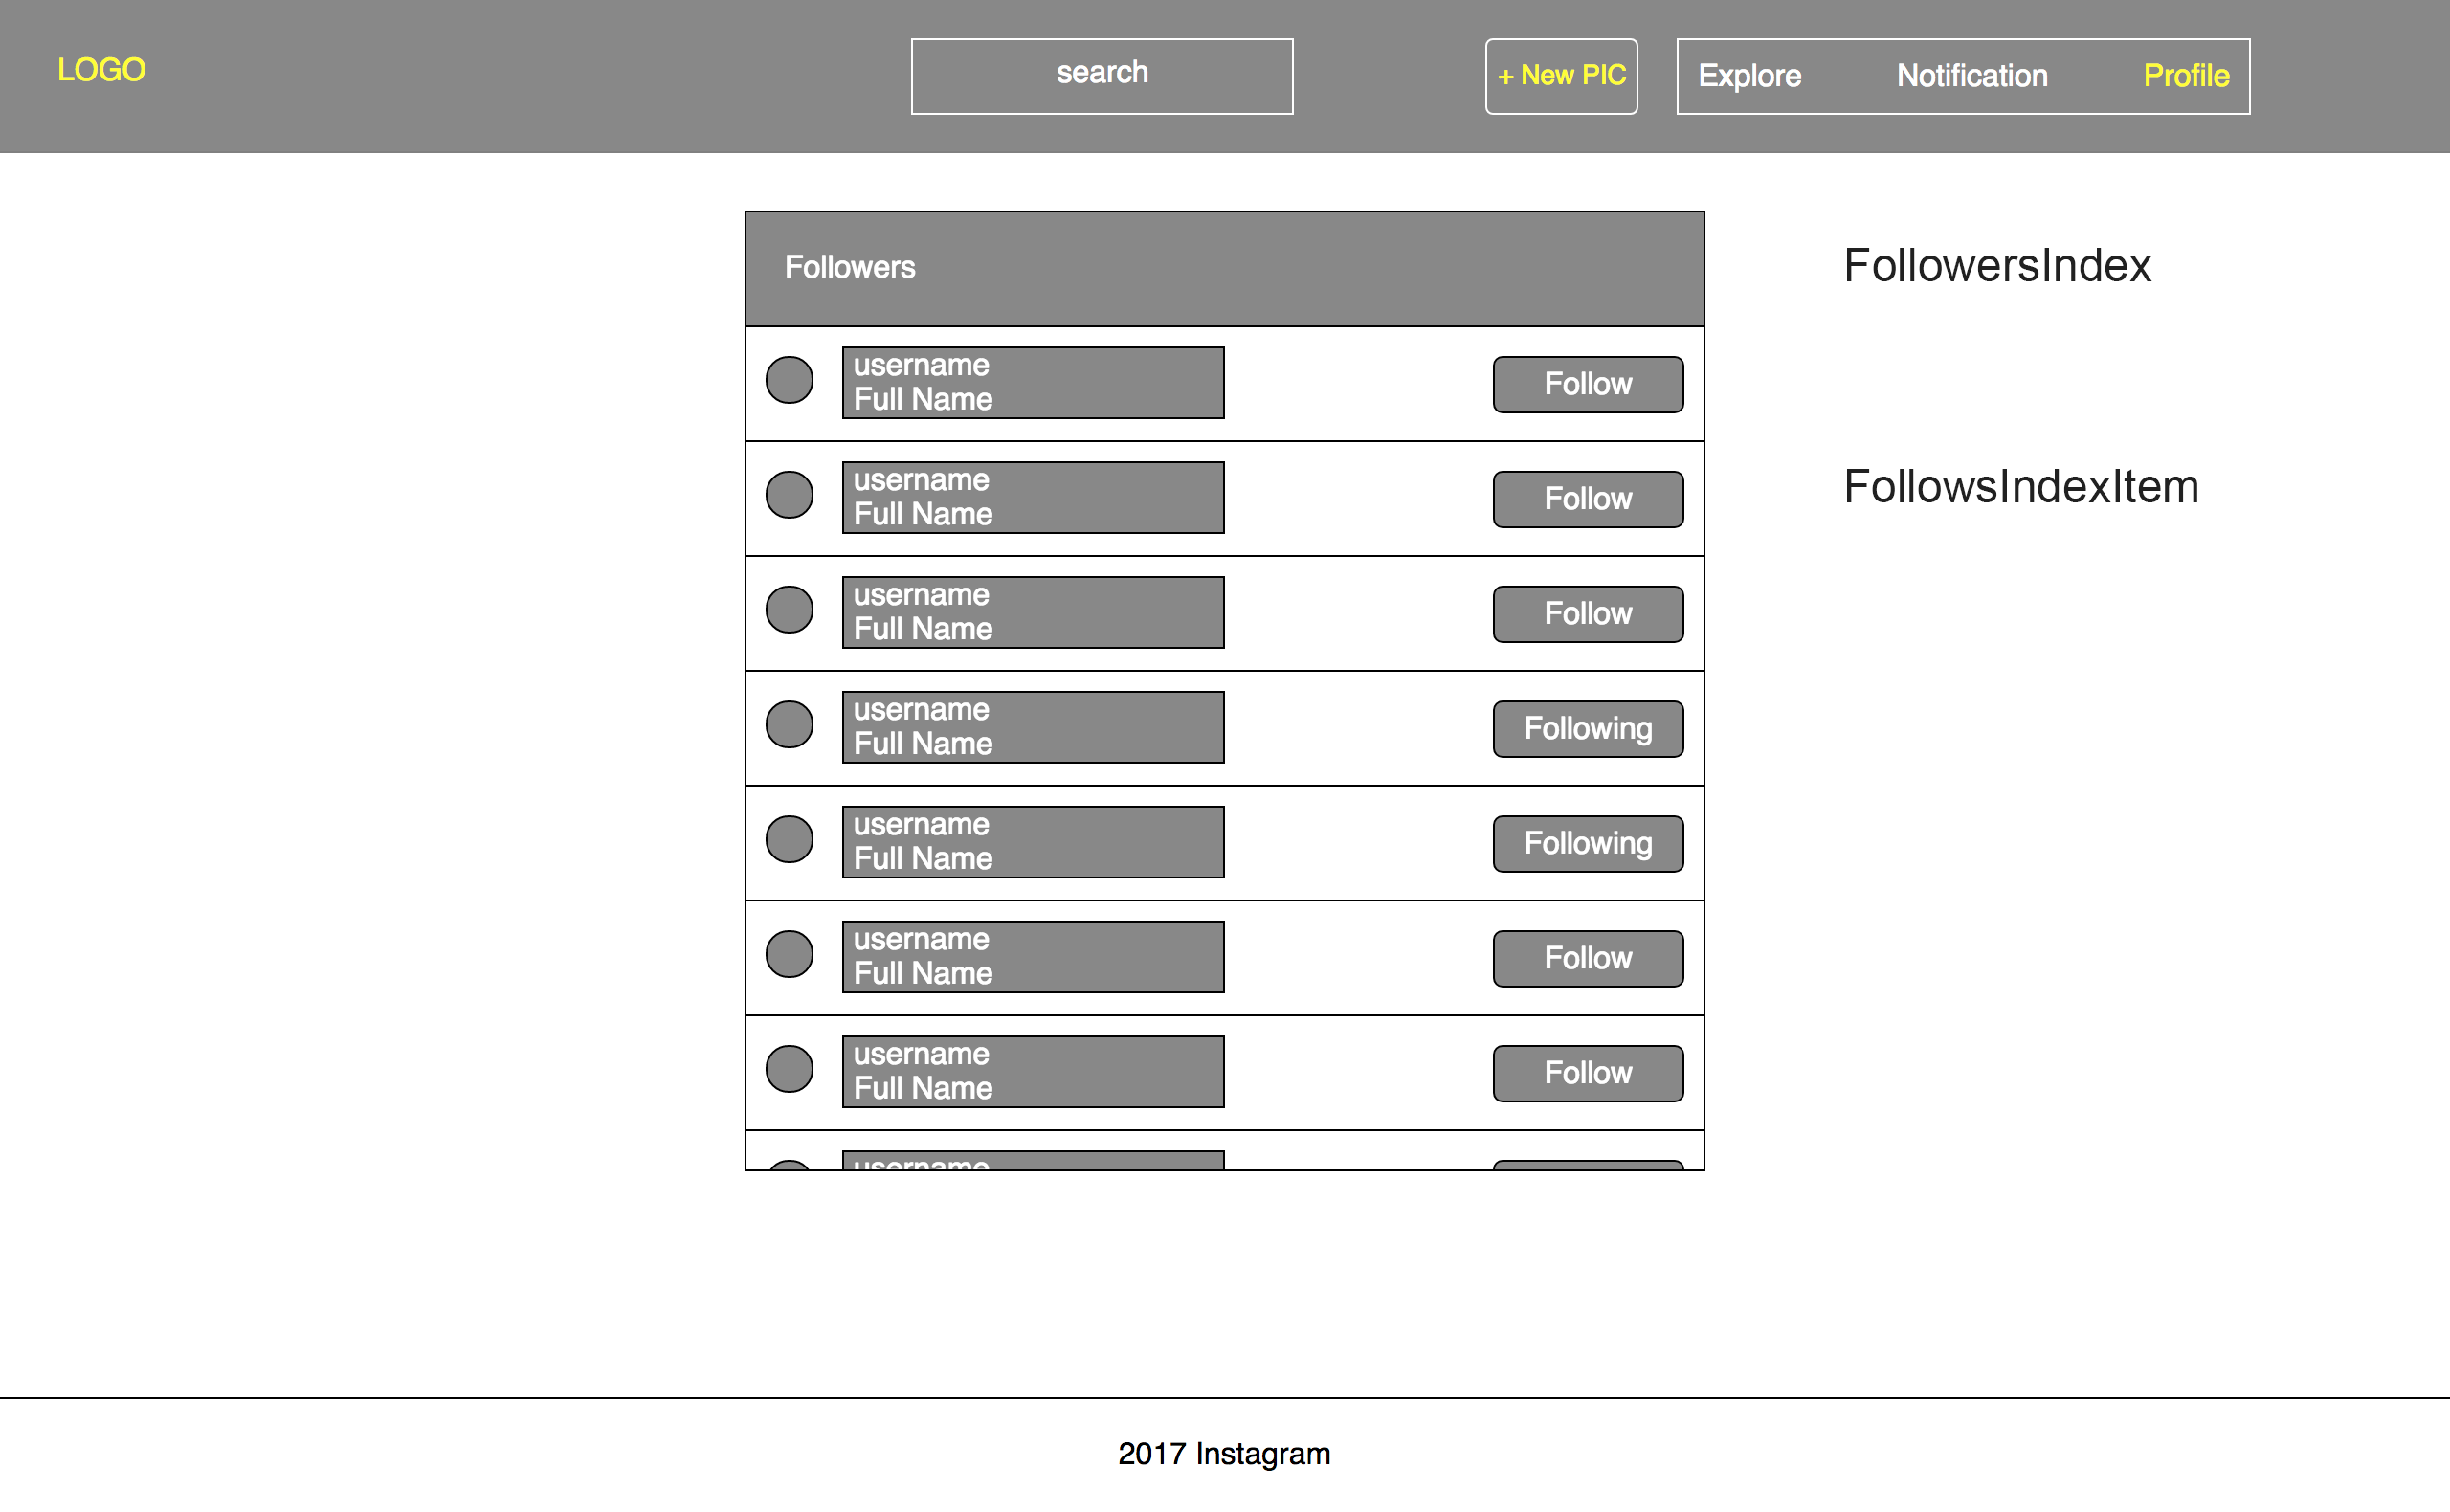 LOGO
search
+ New PIC
Explore
Notification
Profile
Followers
FollowersIndex
username
Full Name
Follow
username
Full Name
Follow
FollowsIndexItem
username
Full Name
Follow
username
Full Name
Following
username
Full Name
Following
username
Full Name
Follow
username
Full Name
Follow
username
2017 Instagram